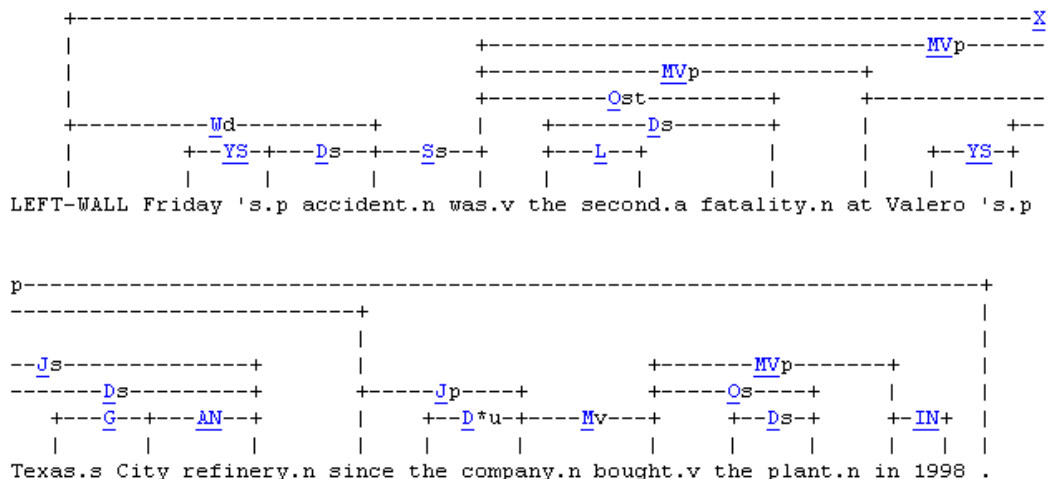 X
MVp
MVp
Ost
Wd Ds
YS Ds Ss L YS
LEFT-WALL Friday 's.p accident.n was.v the second.a fatality.n at Valero 's.p
p
Js MVp
Ds Jp Os
G AN D*u Mv Ds IN
Texas.s City refinery.n since the company.n bought.v the plant.n in 1998 .